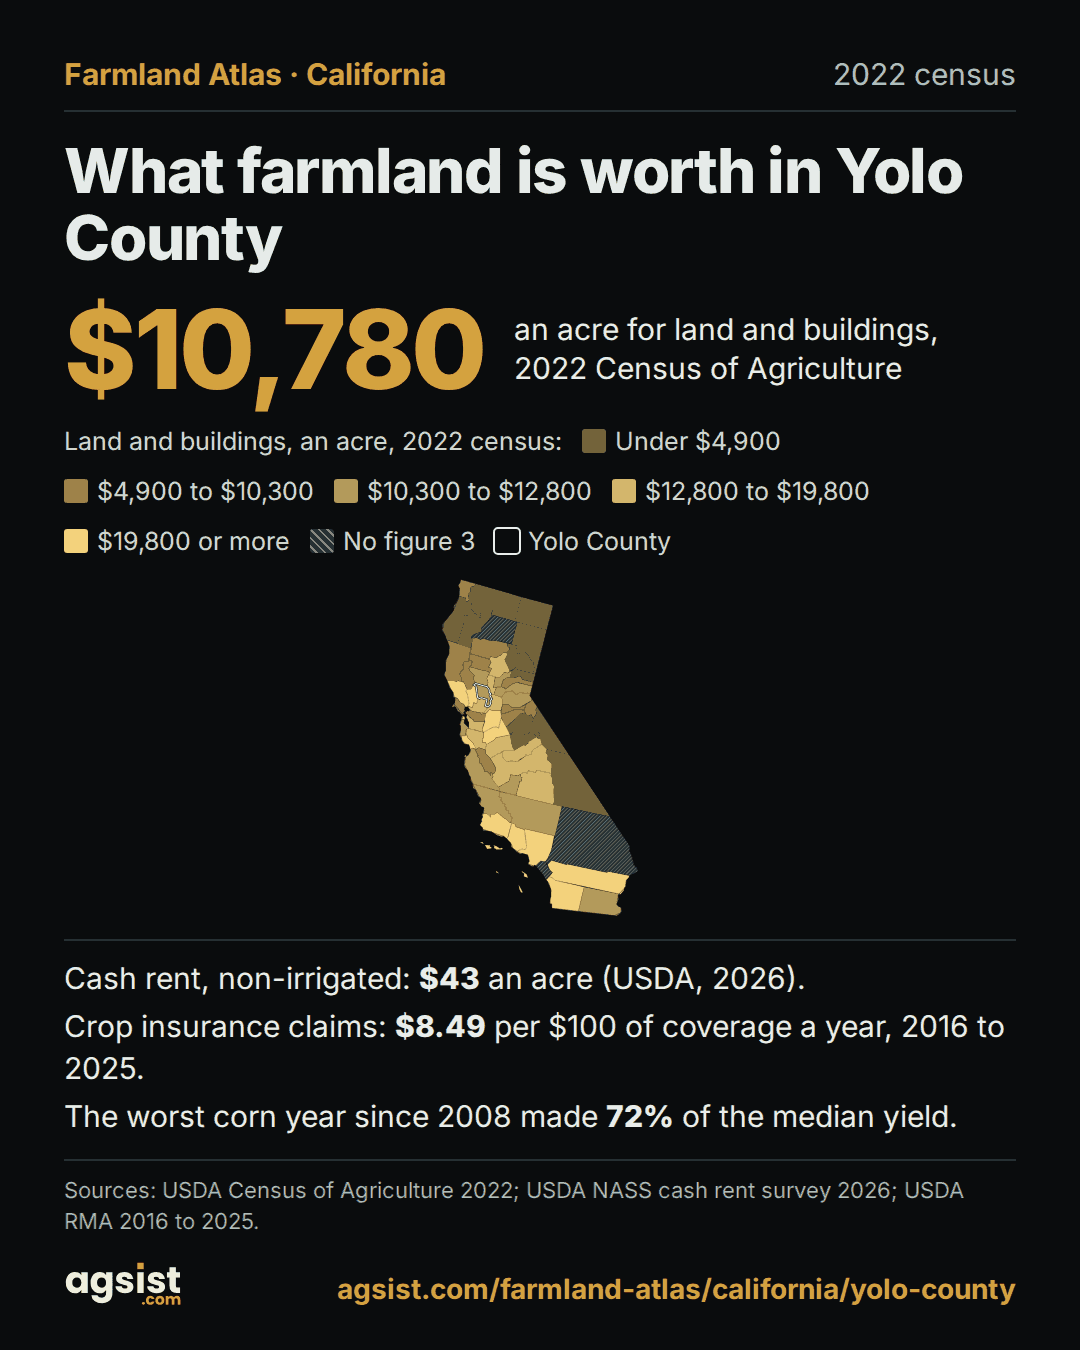 Farmland Atlas · California
2022 census
What farmland is worth in Yolo
County
$10,780
an acre for land and buildings,
2022 Census of Agriculture
Land and buildings, an acre, 2022 census: Under $4,900
$4,900 to $10,300 $10,300 to $12,800 $12,800 to $19,800
$19,800 or more No figure 3 Yolo County
Cash rent, non-irrigated: $43 an acre (USDA, 2026).
Crop insurance claims: $8.49 per $100 of coverage a year, 2016 to
2025.
The worst corn year since 2008 made 72% of the median yield.
Sources: USDA Census of Agriculture 2022; USDA NASS cash rent survey 2026; USDA
RMA 2016 to 2025.
agsist
.com
agsist.com/farmland-atlas/california/yolo-county